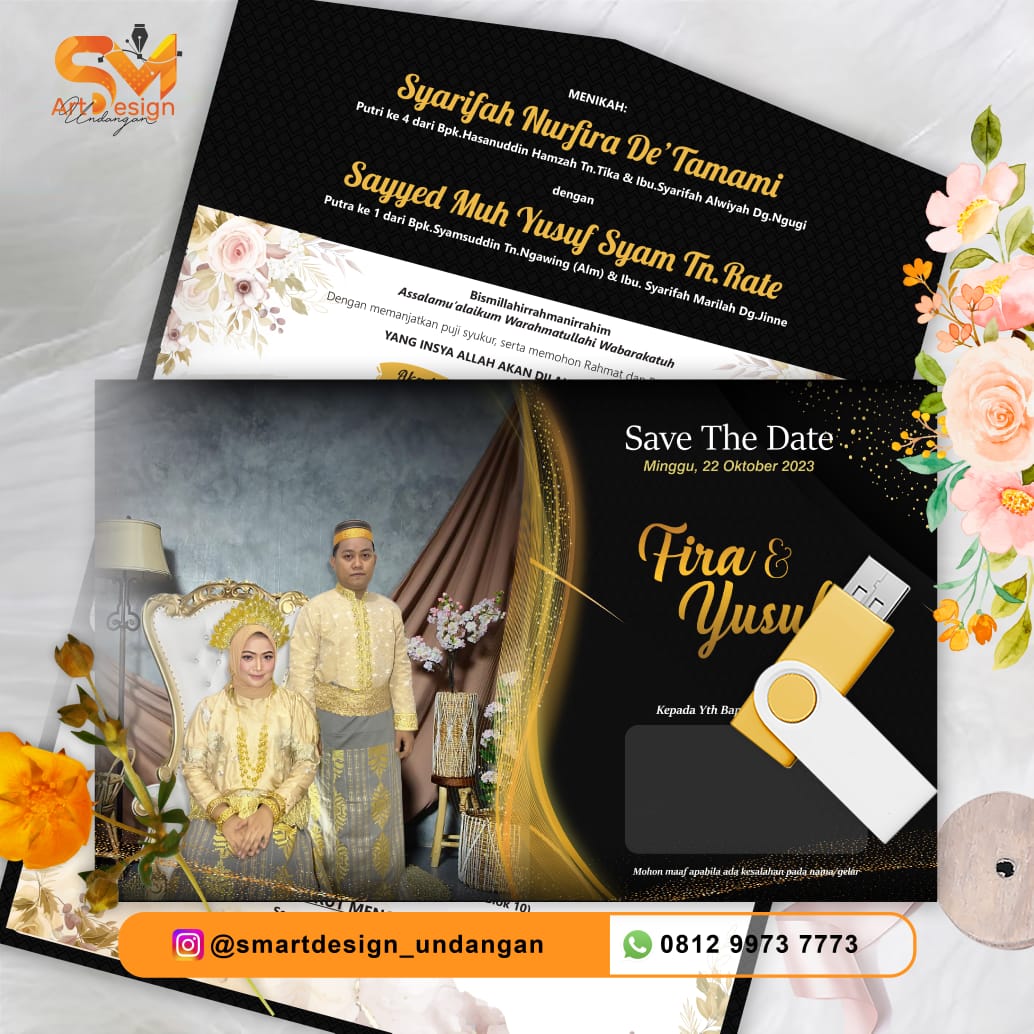 SM
Art Design
Undangan
MENIKAH:
Syarifah Nurfira De'Tamami
Putri ke 4 dari Bpk.Hasanuddin Hamzah Tn.Tika & Ibu.Syarifah Alwiyah Dg.Ngugi
dengan
Sayyed Muh Yusuf Syam Tn.Rate
Putra ke 1 dari Bpk.Syamsuddin Tn.Ngawing (Alm) & Ibu. Syarifah Marilah Dg.Jinne
Bismillahirrahmanirrahim
Assalamu'alaikum Warahmatullahi Wabarakatuh
Dengan memanjatkan puji syukur, serta memohon Rahmat dan
YANG INSYA ALLAH AKAN
Save The Date
Minggu, 22 Oktober 2023
Fira &
Yusuf
Kepada Yth
Mohon maaf apabila ada kesalahan pada nama/gelar
10)
@smartdesign_undangan
0812 9973 7773